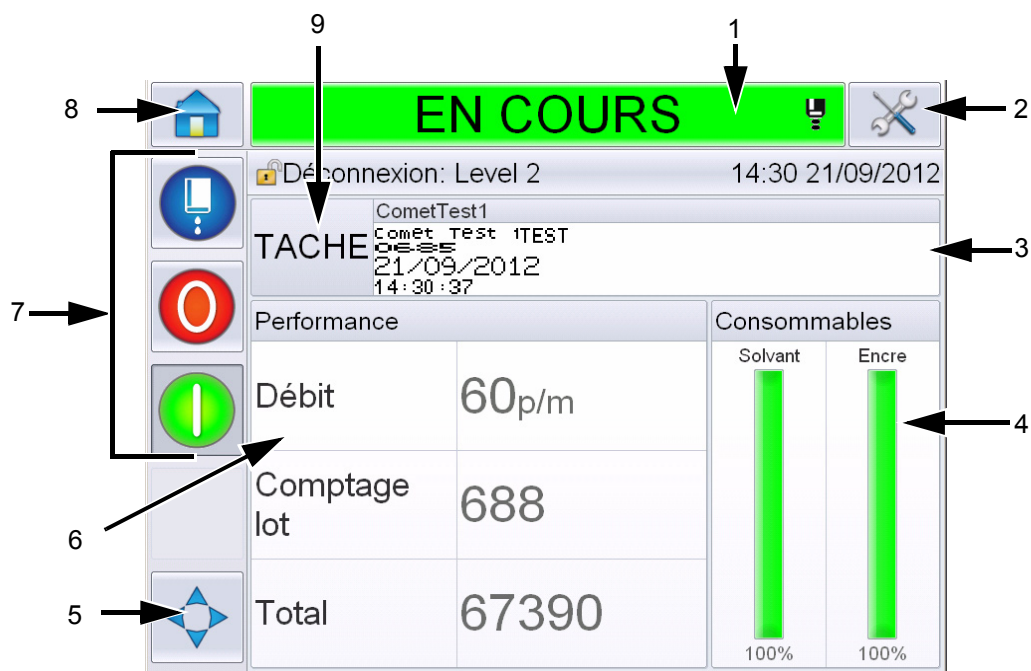 9
1
8
EN COURS
2
Déconnexion: Level 2 14:30 21/09/2012
CometTest1
TACHE
Comet Test 1TEST
21/09/2012
14:30:37
3
7
Performance
Consommables
Solvant Encre
Débit 60p/m
4
6
Comptage
lot
688
5
Total 67390
100% 100%